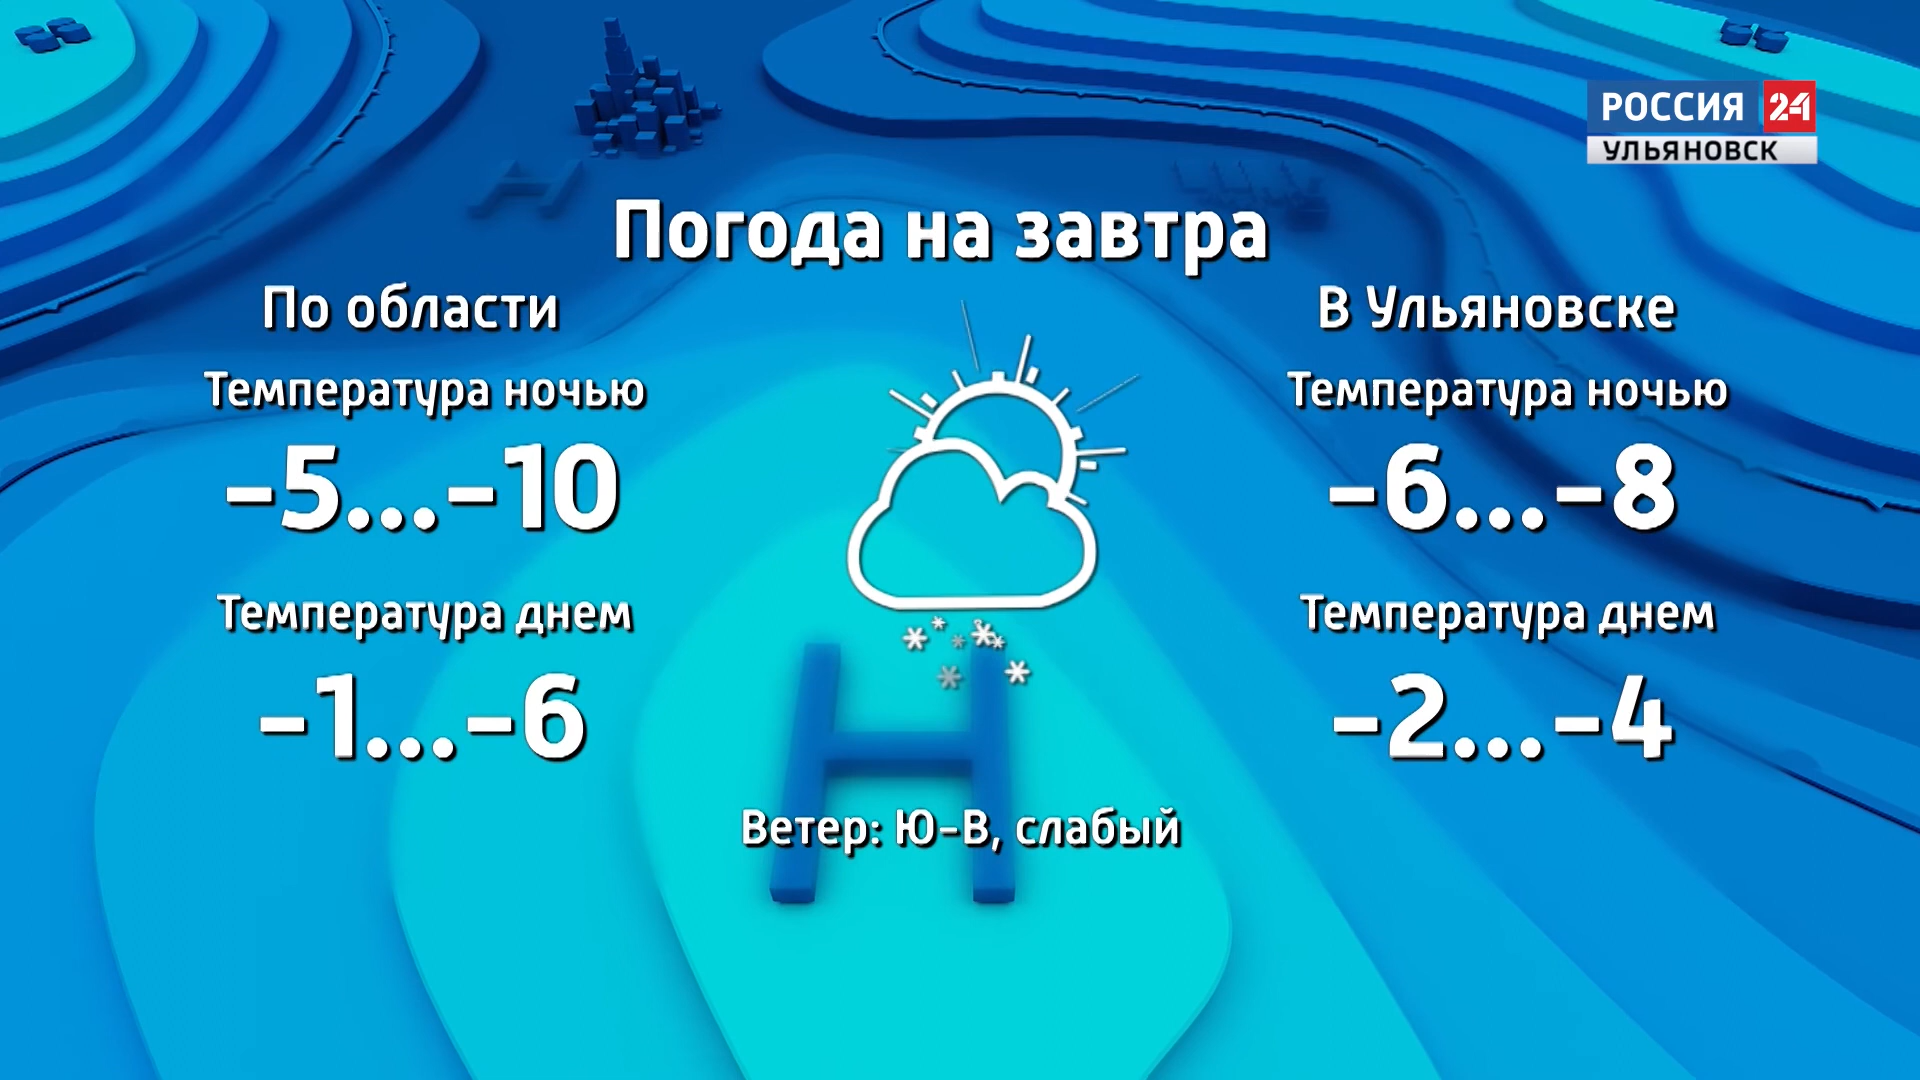 РОССИЯ 24
УЛЬЯНОВСК
Погода на завтра
По области
Температура ночью
-5...-10
Температура днем
-1...-6
В Ульяновске
Температура ночью
-6...-8
Температура днем
-2...-4
Ветер: Ю-В, слабый
Н